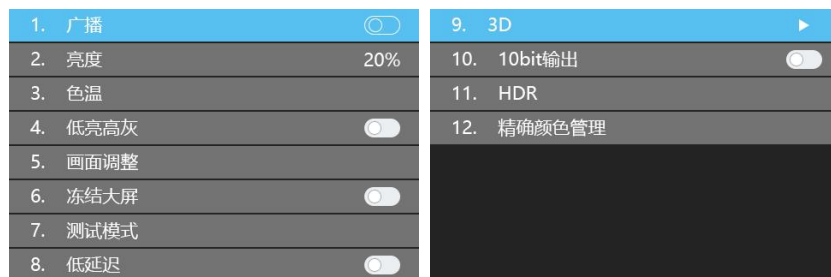 1. 广播
2. 亮度 20%
3. 色温
4. 低亮高灰
5. 画面调整
6. 冻结大屏
7. 测试模式
8. 低延迟
9. 3D
10. 10bit输出
11. HDR
12. 精确颜色管理